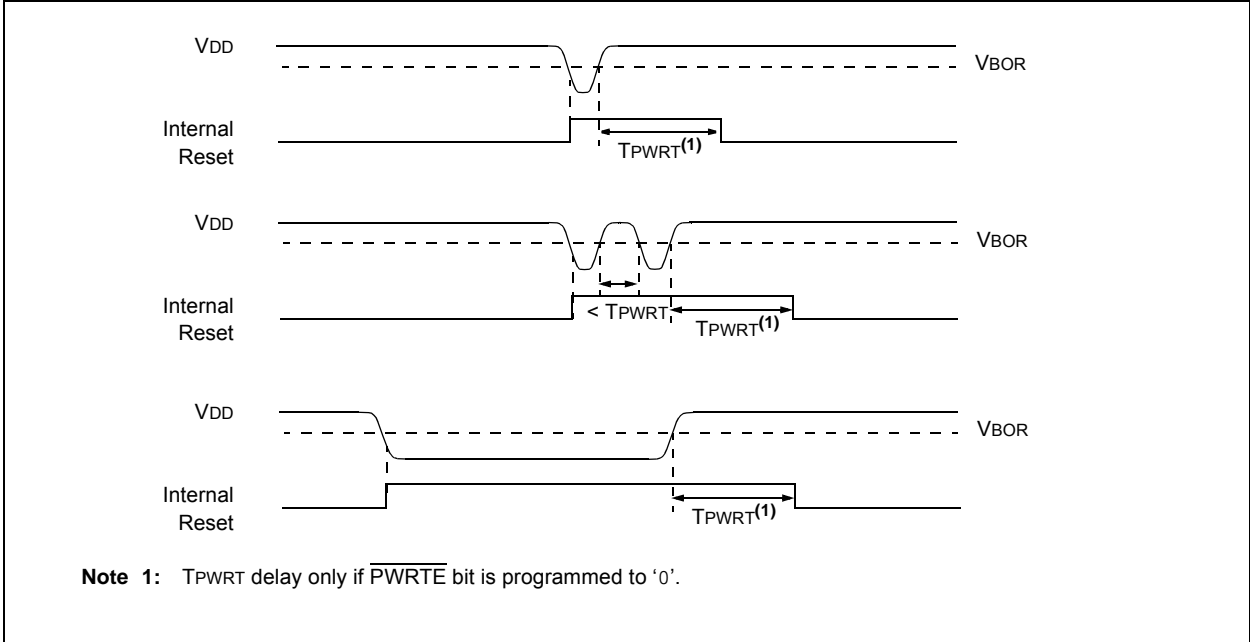 VDD
VBOR
Internal
Reset
TPWRT(1)
VDD
VBOR
Internal
Reset
< TPWRT
TPWRT(1)
VDD
VBOR
Internal
Reset
TPWRT(1)
Note 1: TPWRT delay only if PWRTE bit is programmed to ‘0’.